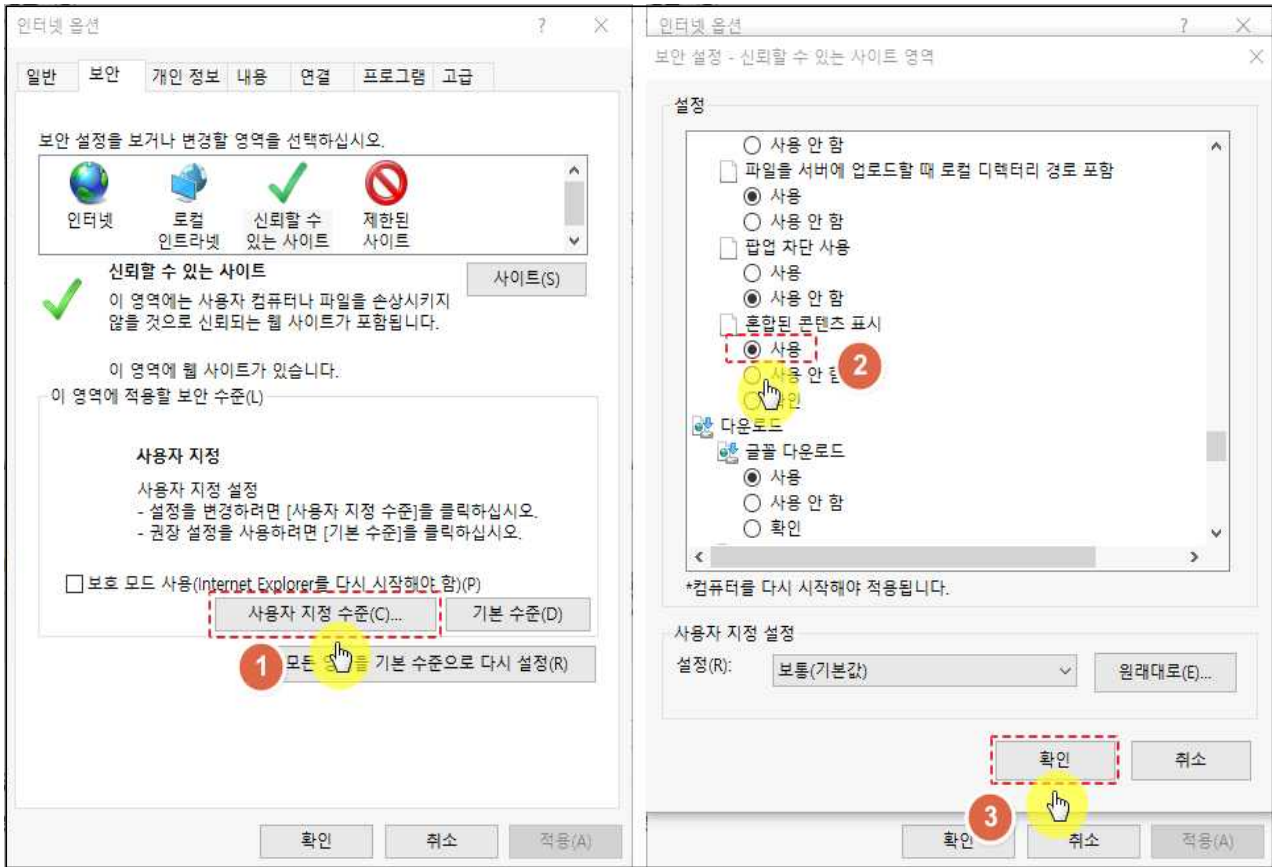 인터넷 옵션
일반 보안 개인 정보 내용 연결 프로그램 고급
보안 설정을 보거나 변경할 영역을 선택하십시오.
인터넷
로컬 인트라넷
신뢰할 수 있는 사이트
제한된 사이트
신뢰할 수 있는 사이트
사이트(S)
이 영역에는 사용자 컴퓨터나 파일을 손상시키지
않을 것으로 신뢰되는 웹 사이트가 포함됩니다.
이 영역에 웹 사이트가 있습니다.
이 영역에 적용할 보안 수준(L)
사용자 지정
사용자 지정 설정
- 설정을 변경하려면 [사용자 지정 수준]을 클릭하십시오.
- 권장 설정을 사용하려면 [기본 수준]을 클릭하십시오.
보호 모드 사용(Internet Explorer를 다시 시작해야 함)(P)
사용자 지정 수준(C)... 기본 수준(D)
1
모든 기본 수준으로 다시 설정(R)
확인 취소 적용(A)
인터넷 옵션
보안 설정 - 신뢰할 수 있는 사이트 영역
설정
사용 안 함
파일을 서버에 업로드할 때 로컬 디렉터리 경로 포함
사용
사용 안 함
팝업 차단 사용
사용
사용 안 함
혼합된 콘텐츠 표시
사용
2
사용 안 함
확인
다운로드
글꼴 다운로드
사용
사용 안 함
확인
*컴퓨터를 다시 시작해야 적용됩니다.
사용자 지정 설정
설정(R): 보통(기본값) 원래대로(E)...
확인 취소
3
확인 취소 적용(A)